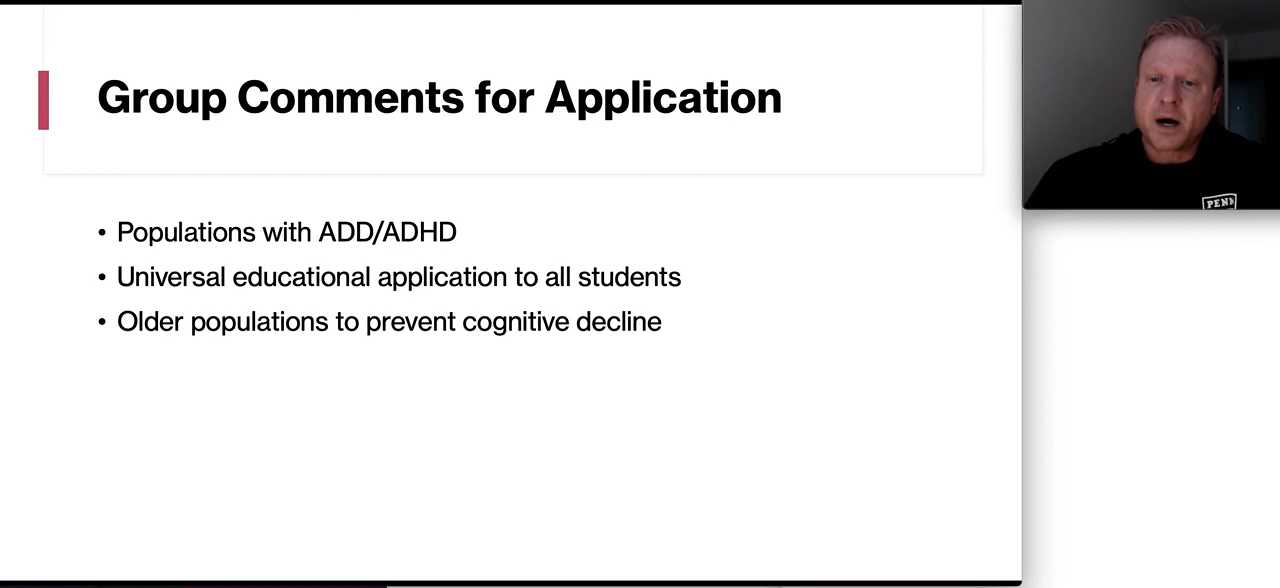 Group Comments for Application
• Populations with ADD/ADHD
• Universal educational application to all students
• Older populations to prevent cognitive decline